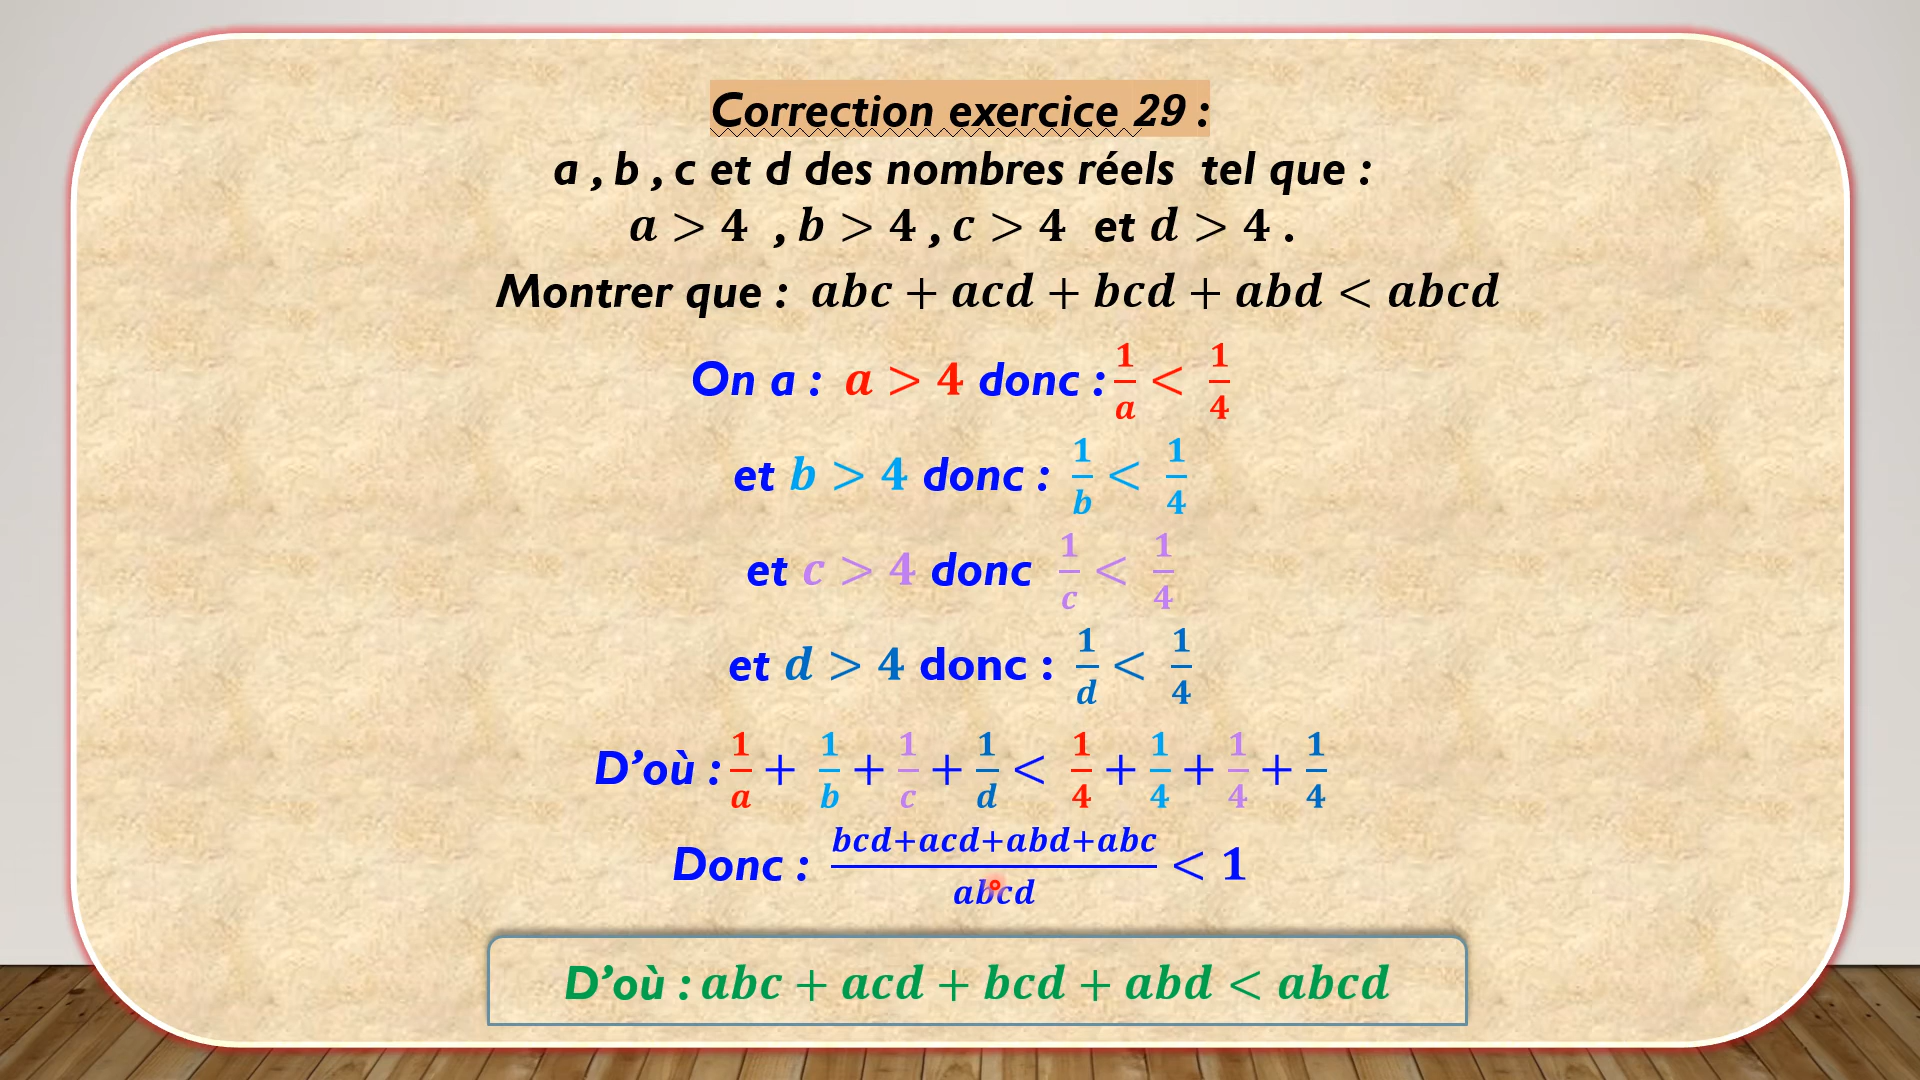 Correction exercice 29 :
a , b , c et d des nombres réels tel que :
a > 4 , b > 4 , c > 4 et d > 4 .
Montrer que : abc + acd + bcd + abd < abcd
On a : a > 4 donc : 1/a < 1/4
et b > 4 donc : 1/b < 1/4
et c > 4 donc 1/c < 1/4
et d > 4 donc : 1/d < 1/4
D’où : 1/a + 1/b + 1/c + 1/d < 1/4 + 1/4 + 1/4 + 1/4
Donc : (bcd+acd+abd+abc)/abcd < 1
D’où : abc + acd + bcd + abd < abcd